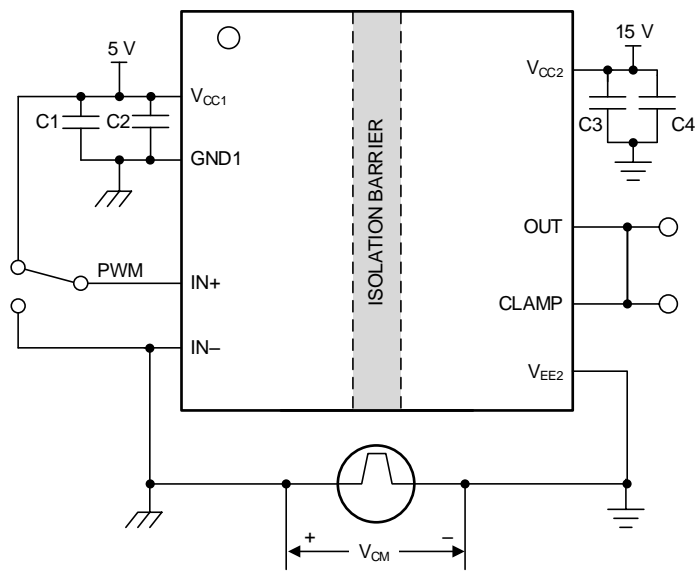 5 V
15 V
VCC1
VCC2
C1
C2
C3
C4
GND1
ISOLATION BARRIER
OUT
PWM
IN+
CLAMP
IN–
VEE2
+
–
VCM